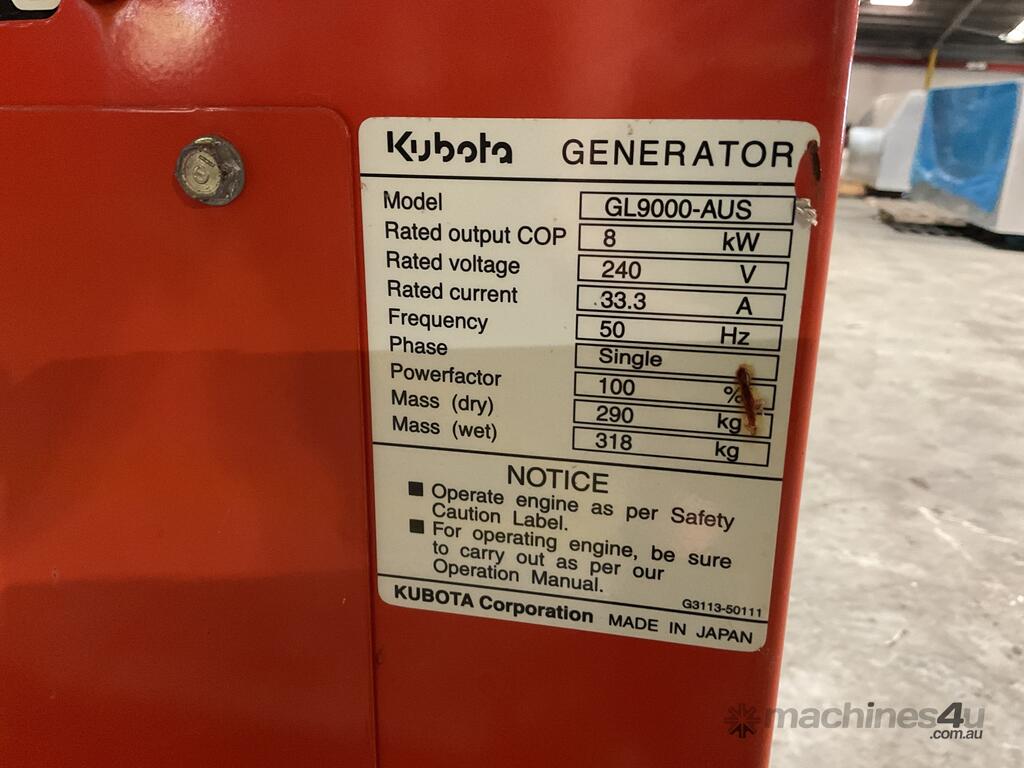 Kubota GENERATOR
Model GL9000-AUS
Rated output COP 8 kW
Rated voltage 240 V
Rated current 33.3 A
Frequency 50 Hz
Phase Single
Powerfactor 100 %
Mass (dry) 290 kg
Mass (wet) 318 kg
NOTICE
■ Operate engine as per Safety
Caution Label.
■ For operating engine, be sure
to carry out as per our
Operation Manual.
G3113-50111
KUBOTA Corporation MADE IN JAPAN
machines4u
.com.au